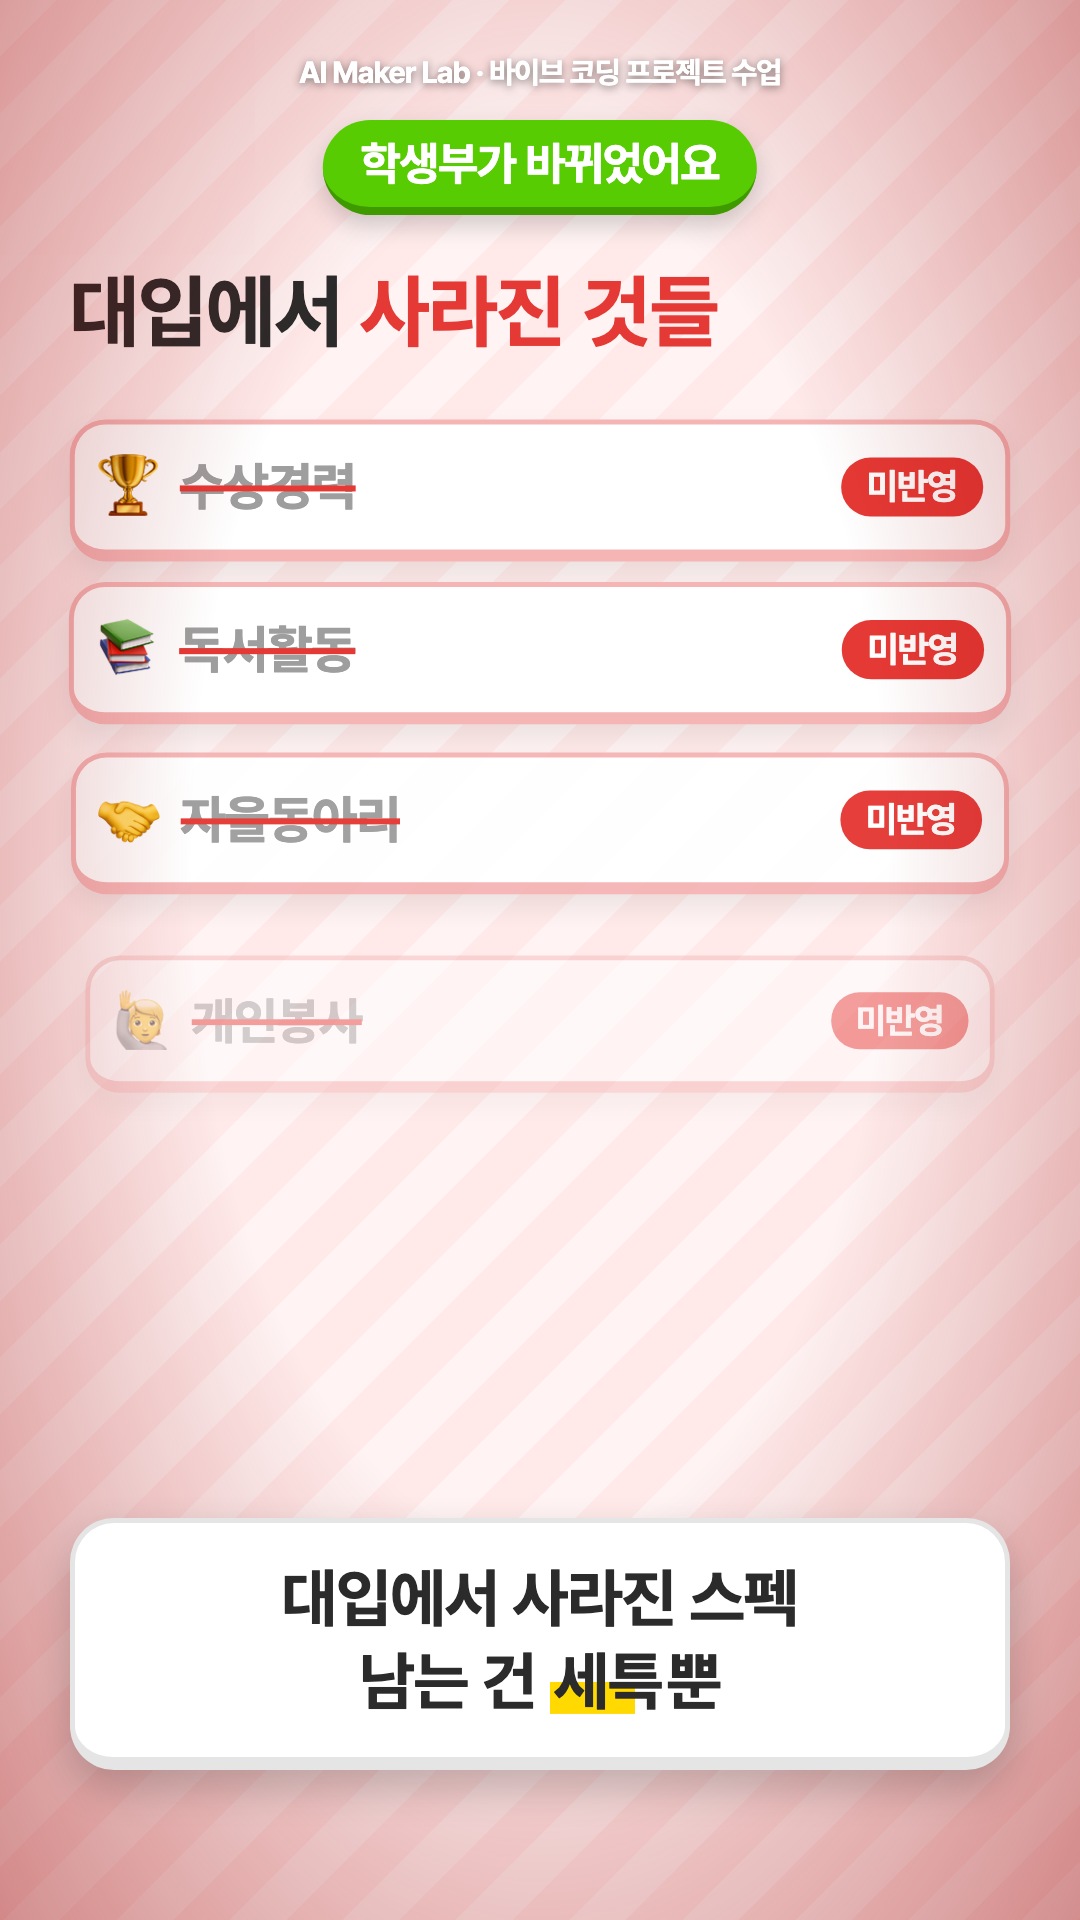 AI Maker Lab · 바이브 코딩 프로젝트 수업
학생부가 바뀌었어요
대입에서 사라진 것들
수상경력 미반영
독서활동 미반영
자율동아리 미반영
개인봉사 미반영
대입에서 사라진 스펙
남는 건 세특뿐